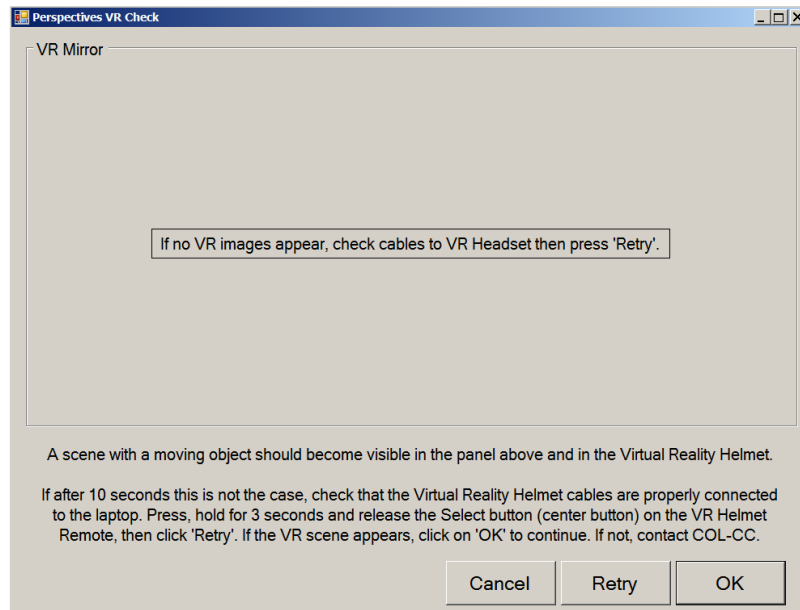 Perspectives VR Check
VR Mirror
If no VR images appear, check cables to VR Headset then press 'Retry'.
A scene with a moving object should become visible in the panel above and in the Virtual Reality Helmet.
If after 10 seconds this is not the case, check that the Virtual Reality Helmet cables are properly connected
to the laptop. Press, hold for 3 seconds and release the Select button (center button) on the VR Helmet
Remote, then click 'Retry'. If the VR scene appears, click on 'OK' to continue. If not, contact COL-CC.
Cancel
Retry
OK